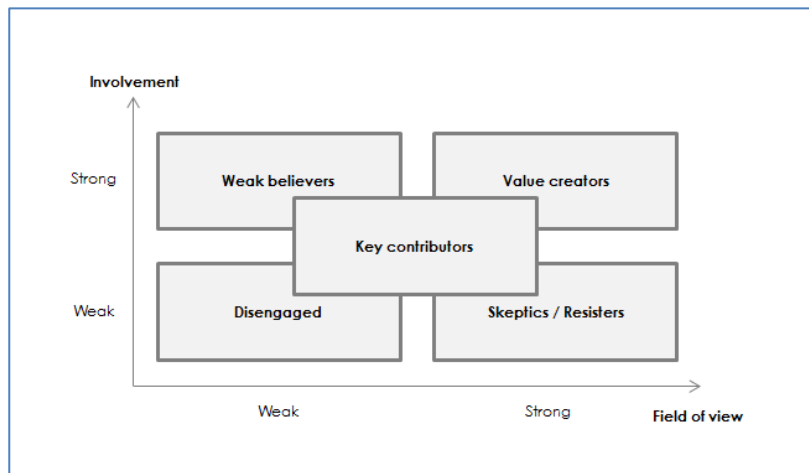 Involvement
Strong
Weak believers
Value creators
Key contributors
Weak
Disengaged
Skeptics / Resisters
Weak
Strong
Field of view